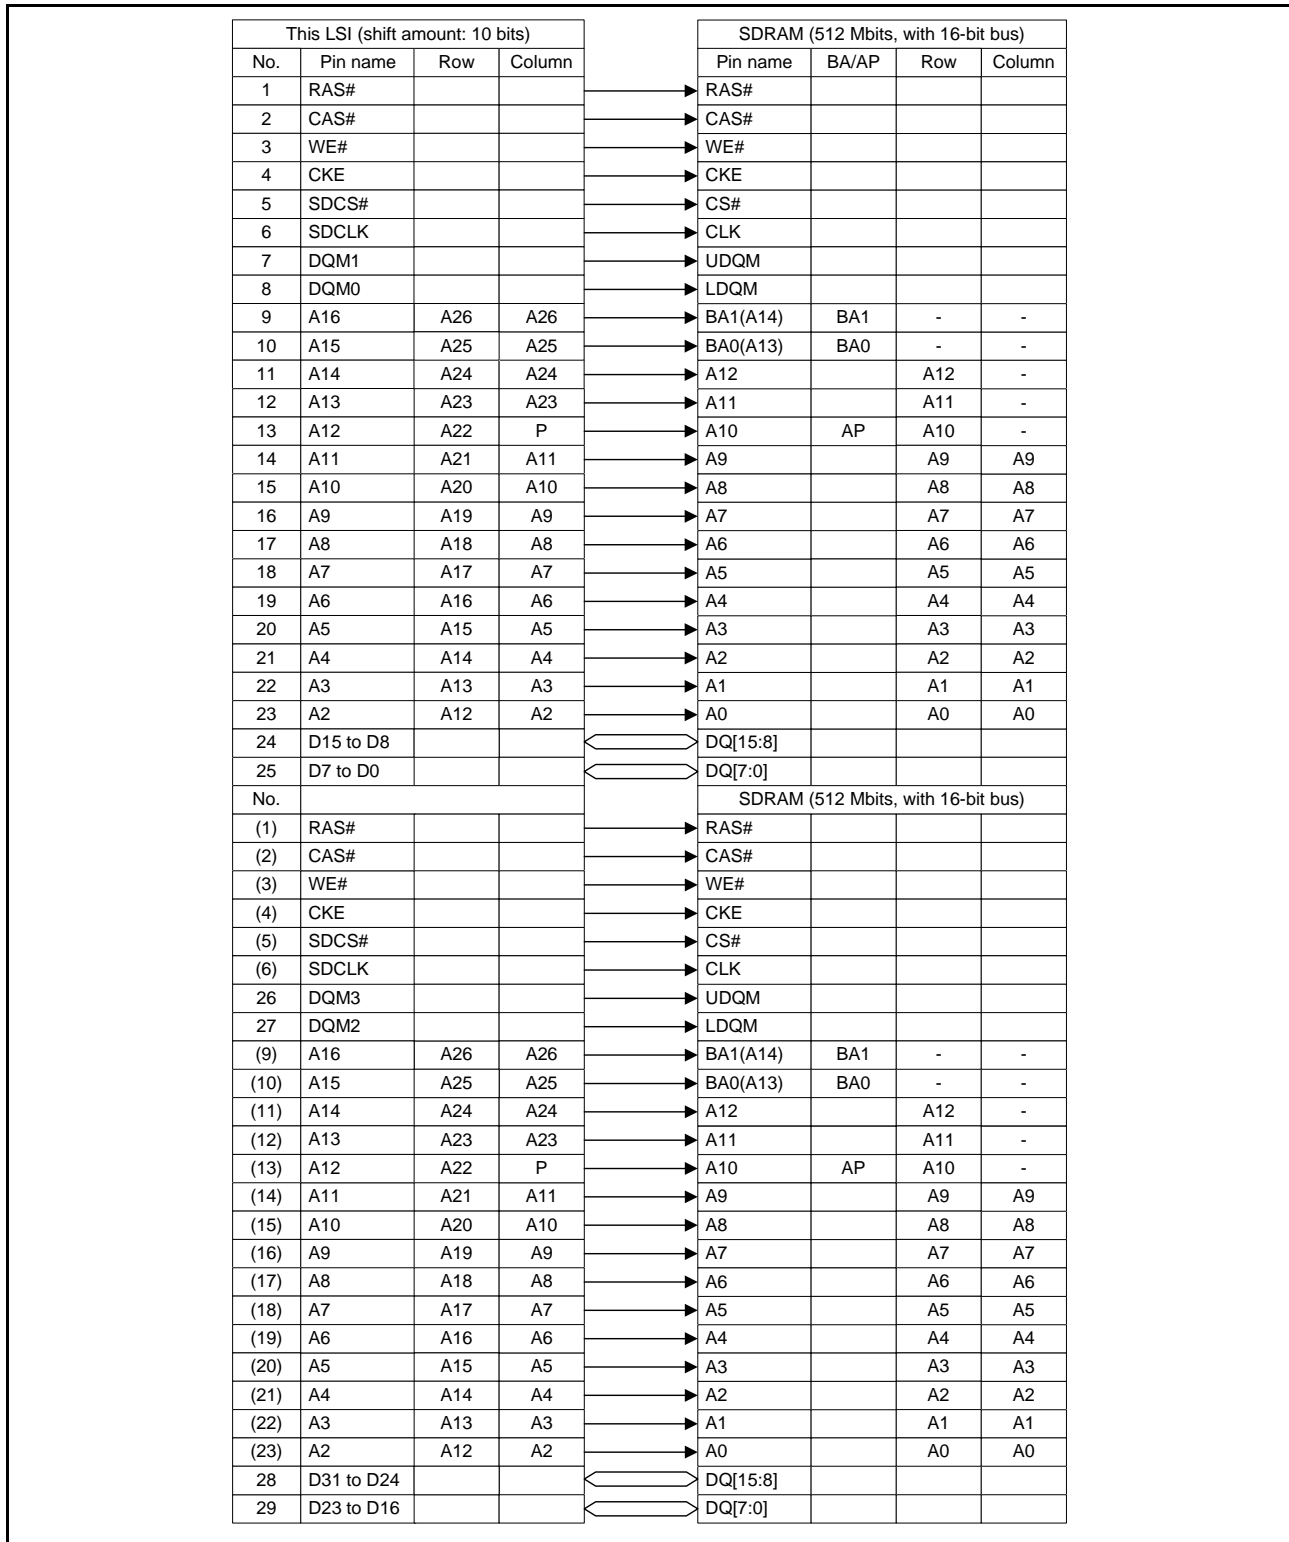 This LSI (shift amount: 10 bits) SDRAM (512 Mbits, with 16-bit bus)
No. Pin name Row Column Pin name BA/AP Row Column
1 RAS# RAS#
2 CAS# CAS#
3 WE# WE#
4 CKE CKE
5 SDCS# CS#
6 SDCLK CLK
7 DQM1 UDQM
8 DQM0 LDQM
9 A16 A26 A26 BA1(A14) BA1 - -
10 A15 A25 A25 BA0(A13) BA0 - -
11 A14 A24 A24 A12 A12 -
12 A13 A23 A23 A11 A11 -
13 A12 A22 P A10 AP A10 -
14 A11 A21 A11 A9 A9 A9
15 A10 A20 A10 A8 A8 A8
16 A9 A19 A9 A7 A7 A7
17 A8 A18 A8 A6 A6 A6
18 A7 A17 A7 A5 A5 A5
19 A6 A16 A6 A4 A4 A4
20 A5 A15 A5 A3 A3 A3
21 A4 A14 A4 A2 A2 A2
22 A3 A13 A3 A1 A1 A1
23 A2 A12 A2 A0 A0 A0
24 D15 to D8 DQ[15:8]
25 D7 to D0 DQ[7:0]
No. SDRAM (512 Mbits, with 16-bit bus)
(1) RAS# RAS#
(2) CAS# CAS#
(3) WE# WE#
(4) CKE CKE
(5) SDCS# CS#
(6) SDCLK CLK
26 DQM3 UDQM
27 DQM2 LDQM
(9) A16 A26 A26 BA1(A14) BA1 - -
(10) A15 A25 A25 BA0(A13) BA0 - -
(11) A14 A24 A24 A12 A12 -
(12) A13 A23 A23 A11 A11 -
(13) A12 A22 P A10 AP A10 -
(14) A11 A21 A11 A9 A9 A9
(15) A10 A20 A10 A8 A8 A8
(16) A9 A19 A9 A7 A7 A7
(17) A8 A18 A8 A6 A6 A6
(18) A7 A17 A7 A5 A5 A5
(19) A6 A16 A6 A4 A4 A4
(20) A5 A15 A5 A3 A3 A3
(21) A4 A14 A4 A2 A2 A2
(22) A3 A13 A3 A1 A1 A1
(23) A2 A12 A2 A0 A0 A0
28 D31 to D24 DQ[15:8]
29 D23 to D16 DQ[7:0]